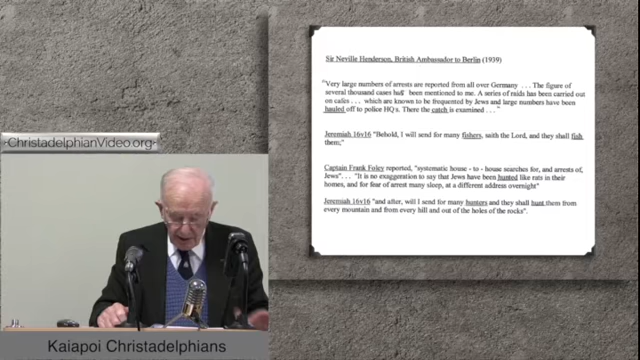 Sir Neville Henderson, British Ambassador to Berlin (1939)
"Very large numbers of arrests are reported from all over Germany . . . The figure of
several thousand cases has been mentioned to me. A series of raids has been carried out
on cafes . . . which are known to be frequented by Jews and large numbers have been
hauled off to police HQs. There the catch is examined . . . "
Jeremiah 16v16 "Behold, I will send for many fishers, saith the Lord, and they shall fish
them;"
Captain Frank Foley reported, "systematic house - to - house searches for, and arrests of,
Jews". . . "It is no exaggeration to say that Jews have been hunted like rats in their
homes, and for fear of arrest many sleep, at a different address overnight"
Jeremiah 16v16 "and after, will I send for many hunters and they shall hunt them from
every mountain and from every hill and out of the holes of the rocks".
ChristadelphianVideo.org
Kaiapoi Christadelphians